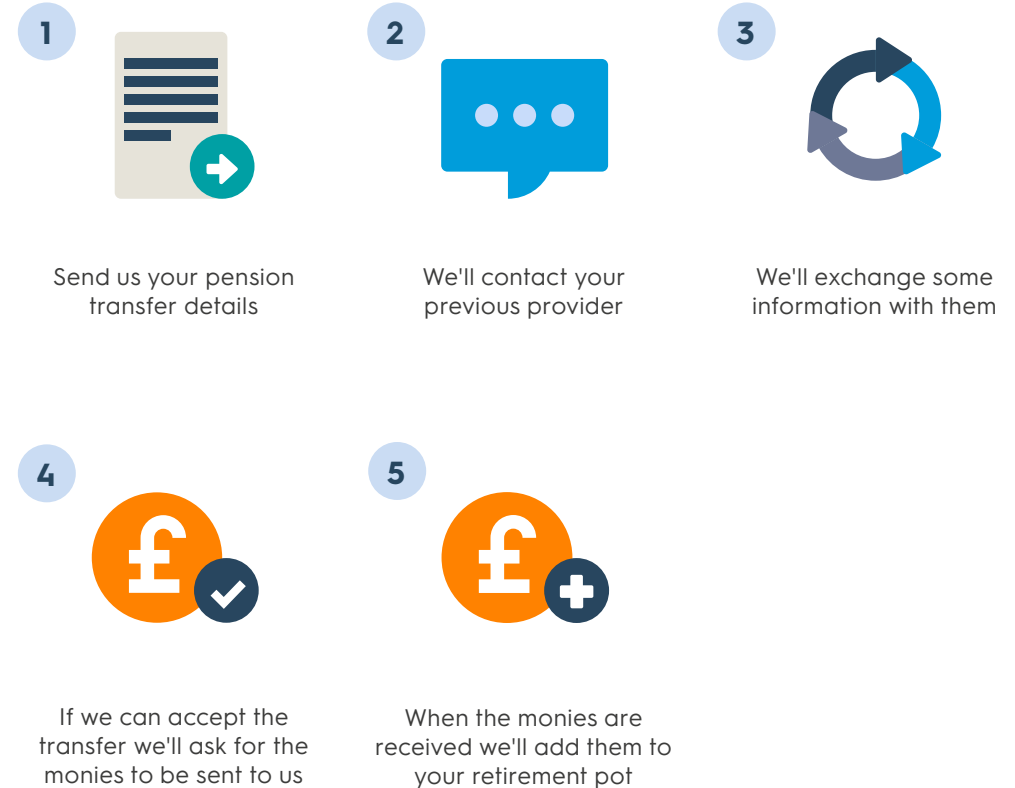 1
Send us your pension
transfer details
2
We'll contact your
previous provider
3
We'll exchange some
information with them
4
£
If we can accept the
transfer we'll ask for the
monies to be sent to us
5
£
When the monies are
received we'll add them to
your retirement pot